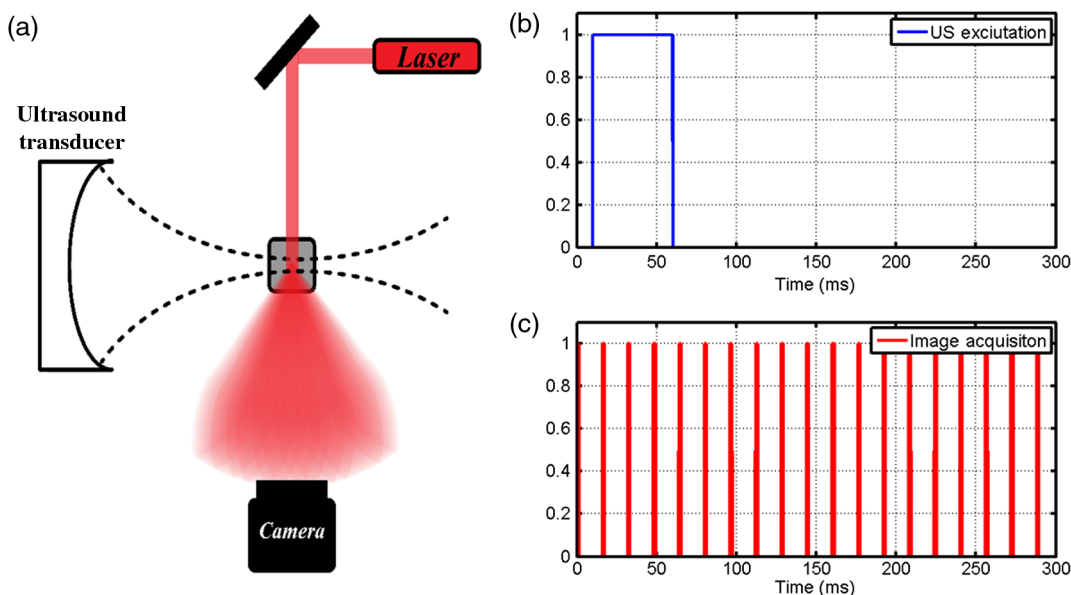 (a)
Laser
Ultrasound
transducer
Camera
(b)
US exciutation
1
0.8
0.6
0.4
0.2
0
0 50 100 150 200 250 300
Time (ms)
(c)
Image acquisiton
1
0.8
0.6
0.4
0.2
0
0 50 100 150 200 250 300
Time (ms)